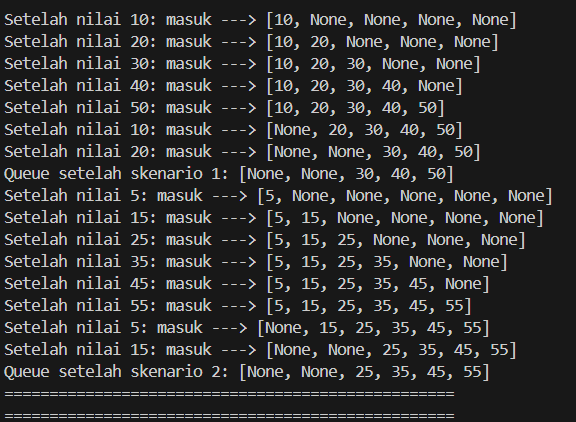 Setelah nilai 10: masuk ---> [10, None, None, None, None]
Setelah nilai 20: masuk ---> [10, 20, None, None, None]
Setelah nilai 30: masuk ---> [10, 20, 30, None, None]
Setelah nilai 40: masuk ---> [10, 20, 30, 40, None]
Setelah nilai 50: masuk ---> [10, 20, 30, 40, 50]
Setelah nilai 10: masuk ---> [None, 20, 30, 40, 50]
Setelah nilai 20: masuk ---> [None, None, 30, 40, 50]
Queue setelah skenario 1: [None, None, 30, 40, 50]
Setelah nilai 5: masuk ---> [5, None, None, None, None, None]
Setelah nilai 15: masuk ---> [5, 15, None, None, None, None]
Setelah nilai 25: masuk ---> [5, 15, 25, None, None, None]
Setelah nilai 35: masuk ---> [5, 15, 25, 35, None, None]
Setelah nilai 45: masuk ---> [5, 15, 25, 35, 45, None]
Setelah nilai 55: masuk ---> [5, 15, 25, 35, 45, 55]
Setelah nilai 5: masuk ---> [None, 15, 25, 35, 45, 55]
Setelah nilai 15: masuk ---> [None, None, 25, 35, 45, 55]
Queue setelah skenario 2: [None, None, 25, 35, 45, 55]
==================================================
==================================================